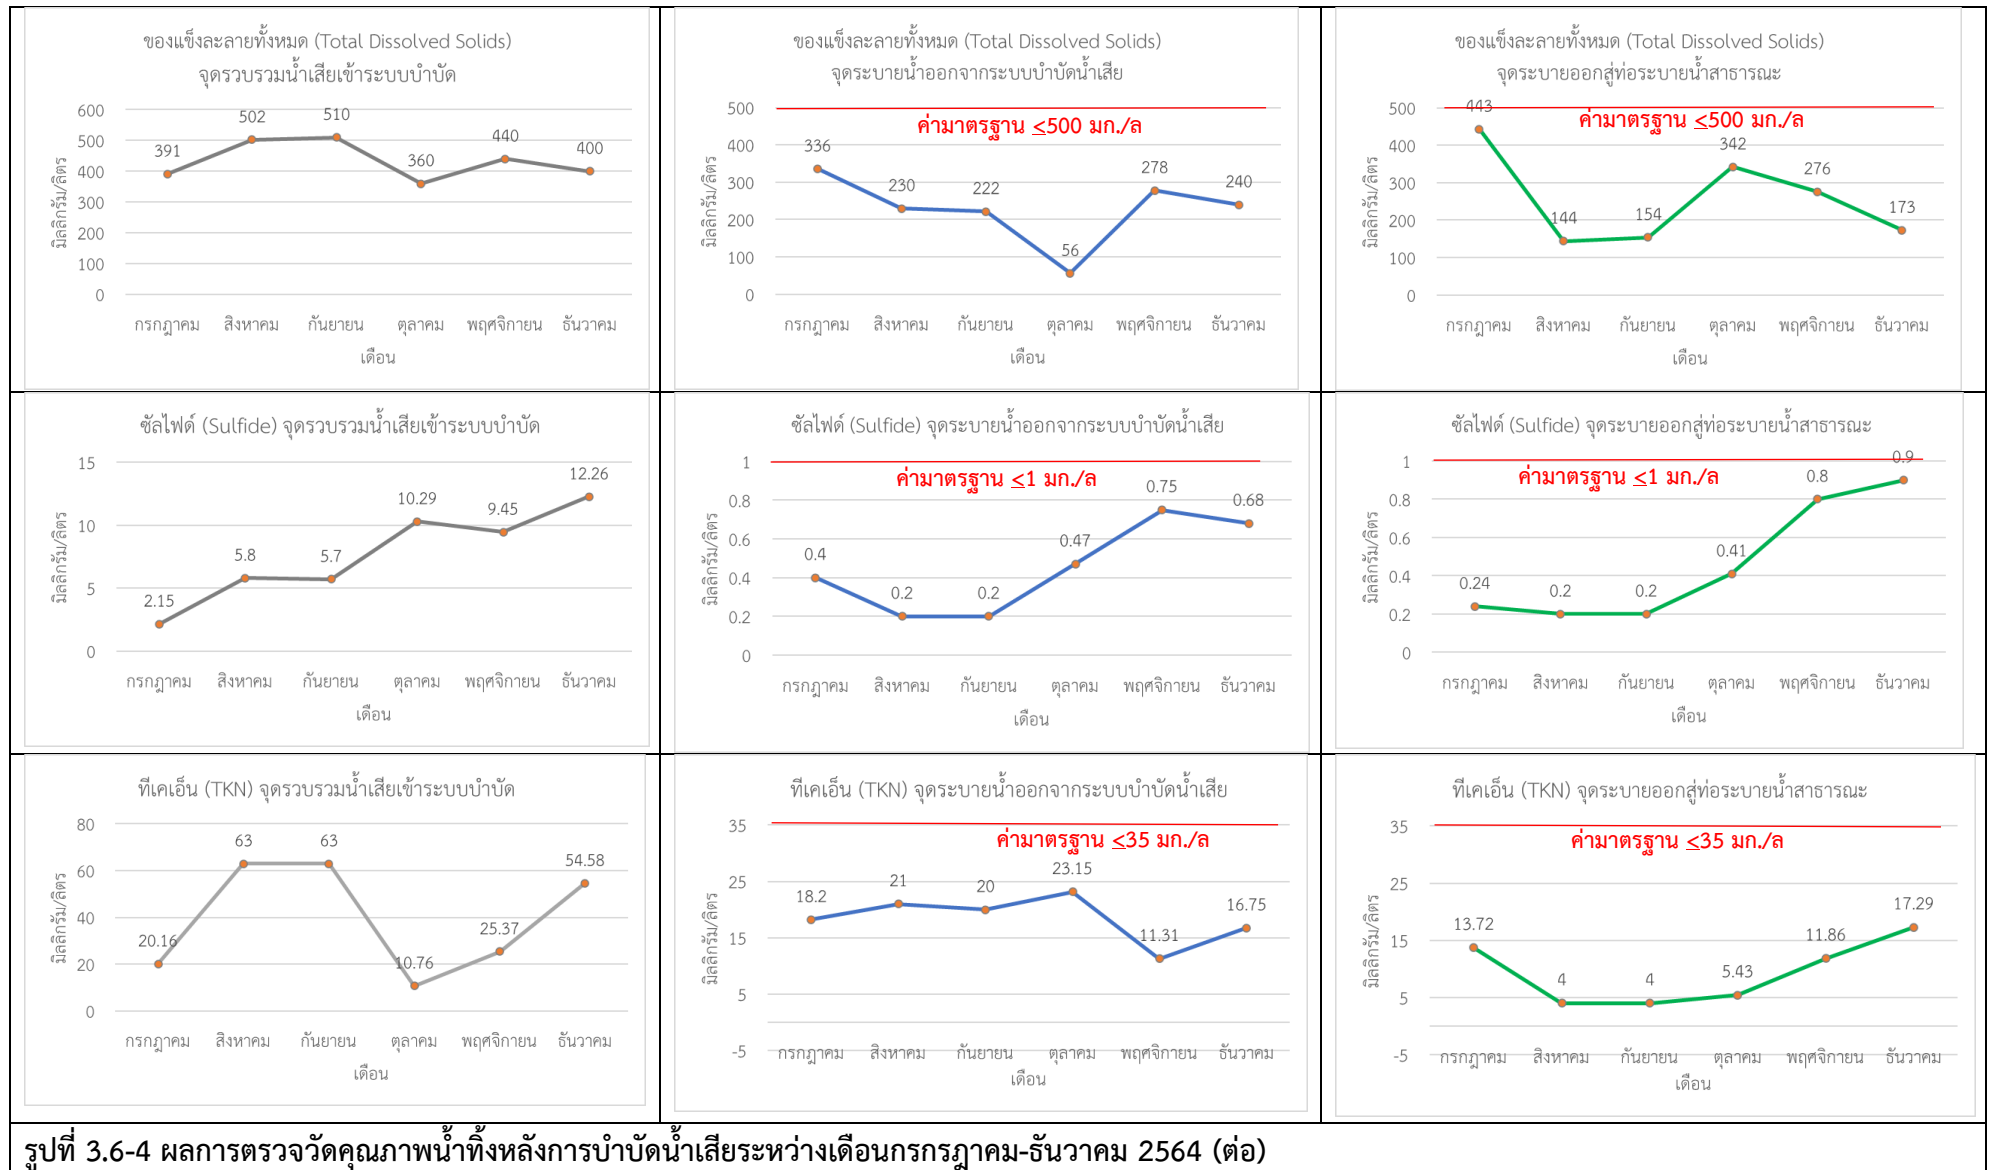 ของแข็งละลายทั้งหมด (Total Dissolved Solids)
จุดรวบรวมน้ำเสียเข้าระบบบำบัด
600
500
400
300
200
100
0
มิลลิกรัม/ลิตร
391
502
510
360
440
400
กรกฎาคม สิงหาคม กันยายน ตุลาคม พฤศจิกายน ธันวาคม
เดือน
ของแข็งละลายทั้งหมด (Total Dissolved Solids)
จุดระบายน้ำออกจากระบบบำบัดน้ำเสีย
500
400
300
200
100
0
มิลลิกรัม/ลิตร
ค่ามาตรฐาน ≤500 มก./ล
336
230
222
56
278
240
กรกฎาคม สิงหาคม กันยายน ตุลาคม พฤศจิกายน ธันวาคม
เดือน
ของแข็งละลายทั้งหมด (Total Dissolved Solids)
จุดระบายออกสู่ท่อระบายน้ำสาธารณะ
500
400
300
200
100
0
มิลลิกรัม/ลิตร
ค่ามาตรฐาน ≤500 มก./ล
443
144
154
342
276
173
กรกฎาคม สิงหาคม กันยายน ตุลาคม พฤศจิกายน ธันวาคม
เดือน
ซัลไฟด์ (Sulfide) จุดรวบรวมน้ำเสียเข้าระบบบำบัด
15
10
5
0
มิลลิกรัม/ลิตร
2.15
5.8
5.7
10.29
9.45
12.26
กรกฎาคม สิงหาคม กันยายน ตุลาคม พฤศจิกายน ธันวาคม
เดือน
ซัลไฟด์ (Sulfide) จุดระบายน้ำออกจากระบบบำบัดน้ำเสีย
1
0.8
0.6
0.4
0.2
0
มิลลิกรัม/ลิตร
ค่ามาตรฐาน ≤1 มก./ล
0.4
0.2
0.2
0.47
0.75
0.68
กรกฎาคม สิงหาคม กันยายน ตุลาคม พฤศจิกายน ธันวาคม
เดือน
ซัลไฟด์ (Sulfide) จุดระบายออกสู่ท่อระบายน้ำสาธารณะ
1
0.8
0.6
0.4
0.2
0
มิลลิกรัม/ลิตร
ค่ามาตรฐาน ≤1 มก./ล
0.24
0.2
0.2
0.41
0.8
0.9
กรกฎาคม สิงหาคม กันยายน ตุลาคม พฤศจิกายน ธันวาคม
เดือน
ทีเคเอ็น (TKN) จุดรวบรวมน้ำเสียเข้าระบบบำบัด
80
60
40
20
0
มิลลิกรัม/ลิตร
20.16
63
63
10.76
25.37
54.58
กรกฎาคม สิงหาคม กันยายน ตุลาคม พฤศจิกายน ธันวาคม
เดือน
ทีเคเอ็น (TKN) จุดระบายน้ำออกจากระบบบำบัดน้ำเสีย
35
25
15
5
-5
มิลลิกรัม/ลิตร
ค่ามาตรฐาน ≤35 มก./ล
18.2
21
20
23.15
11.31
16.75
กรกฎาคม สิงหาคม กันยายน ตุลาคม พฤศจิกายน ธันวาคม
เดือน
ทีเคเอ็น (TKN) จุดระบายออกสู่ท่อระบายน้ำสาธารณะ
35
25
15
5
-5
มิลลิกรัม/ลิตร
ค่ามาตรฐาน ≤35 มก./ล
13.72
4
4
5.43
11.86
17.29
กรกฎาคม สิงหาคม กันยายน ตุลาคม พฤศจิกายน ธันวาคม
เดือน
รูปที่ 3.6-4 ผลการตรวจวัดคุณภาพน้ำทิ้งหลังการบำบัดน้ำเสียระหว่างเดือนกรกรฎาคม-ธันวาคม 2564 (ต่อ)